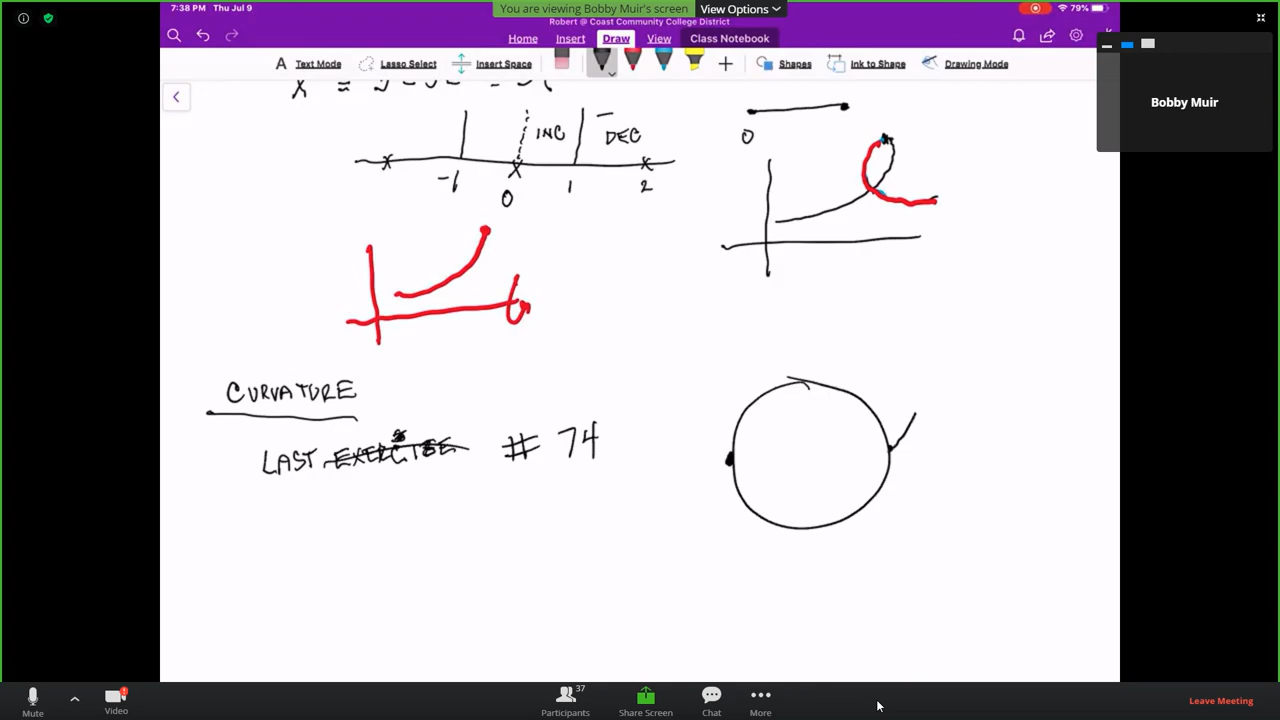 7:38 PM Thu Jul 9
You are viewing Bobby Muir's screen
View Options
79%
Robert @ Coast Community College District
Home Insert Draw View Class Notebook
Text Mode Lasso Select Insert Space Shapes Ink to Shape Drawing Mode
Bobby Muir
INC DEC
-1 0 1 2
0
CURVATURE
LAST EXERCISE # 74
Mute Video Participants 37 Share Screen Chat More Leave Meeting